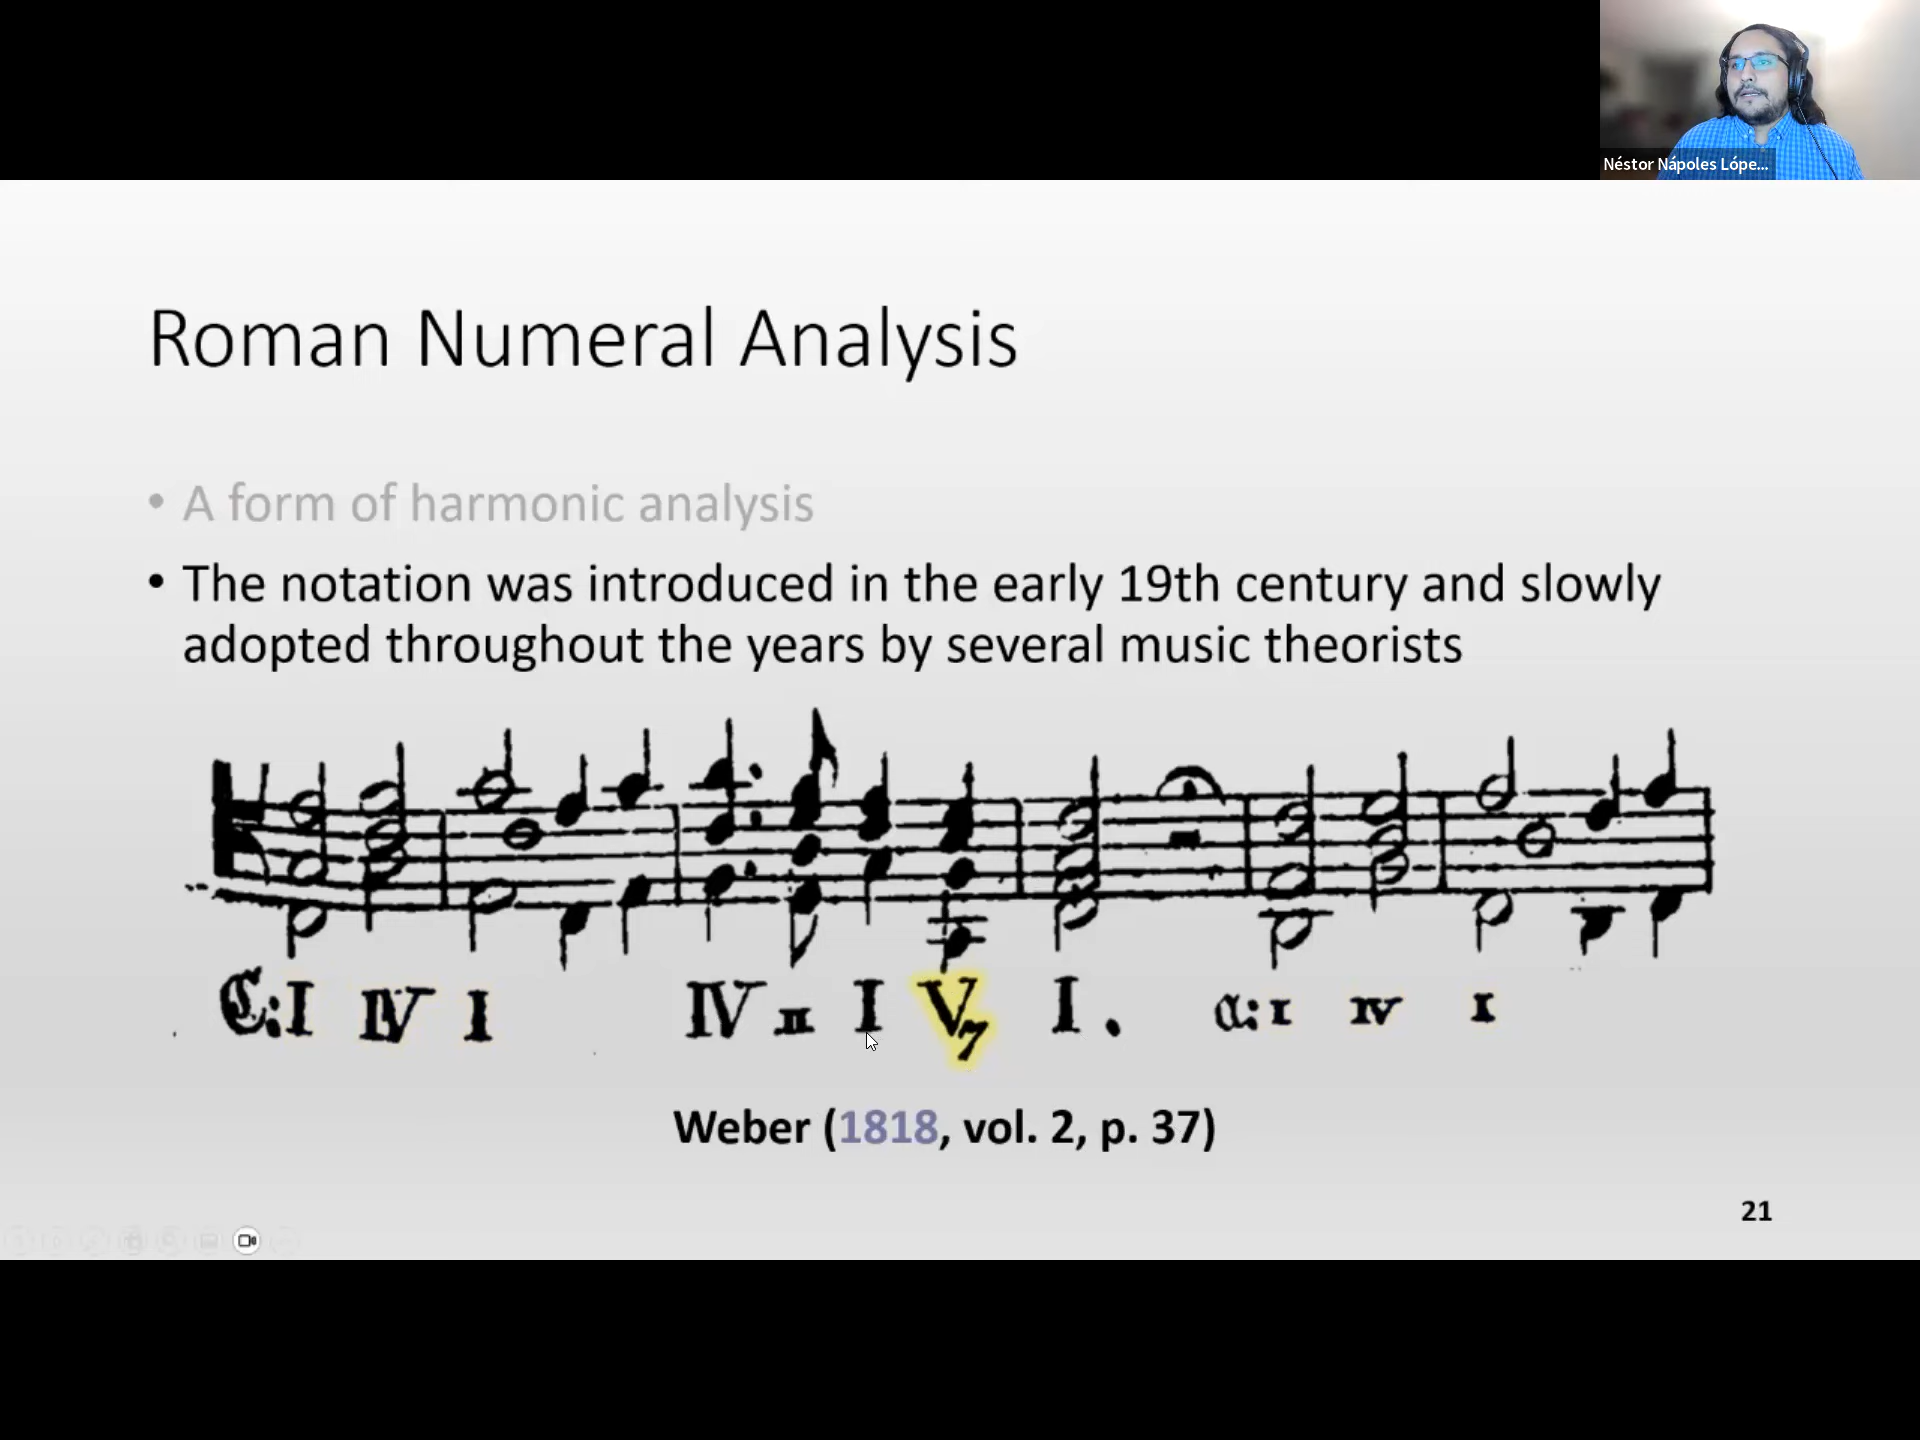 Néstor Nápoles Lópe...
Roman Numeral Analysis
• A form of harmonic analysis
• The notation was introduced in the early 19th century and slowly
adopted throughout the years by several music theorists
C: I IV I IV II I V7 I . a: I IV I
Weber (1818, vol. 2, p. 37)
21